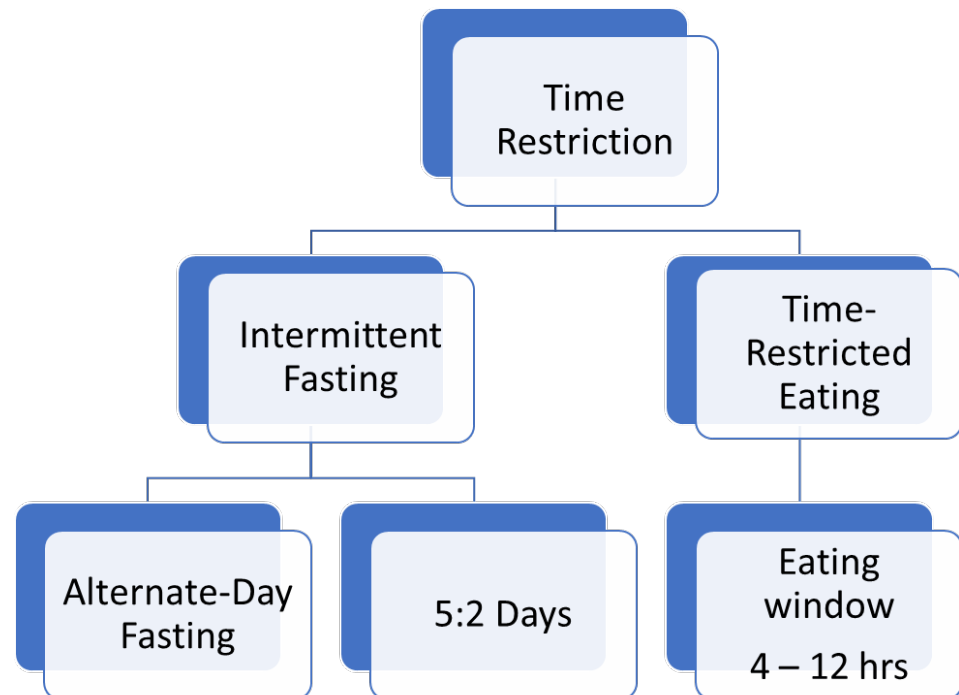 Time
Restriction
Intermittent
Fasting
Time-
Restricted
Eating
Alternate-Day
Fasting
5:2 Days
Eating
window
4 – 12 hrs